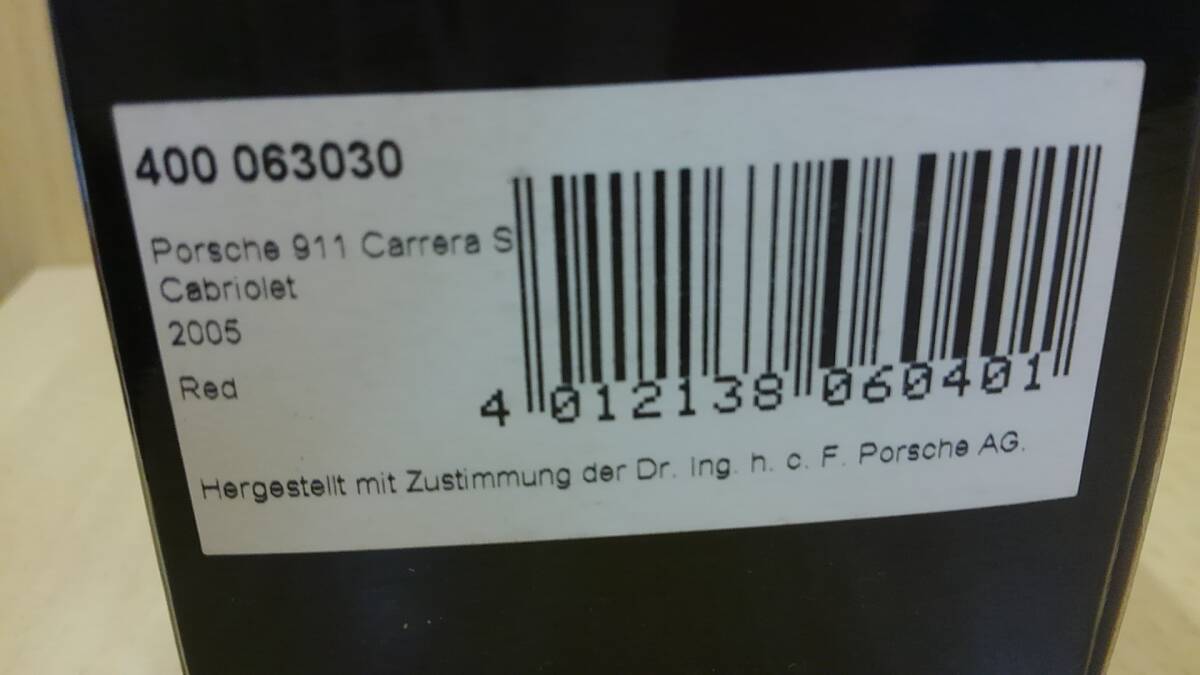 400 063030
Porsche 911 Carrera S
Cabriolet
2005
Red
4 012138 060401
Hergestellt mit Zustimmung der Dr. Ing. h. c. F. Porsche AG.